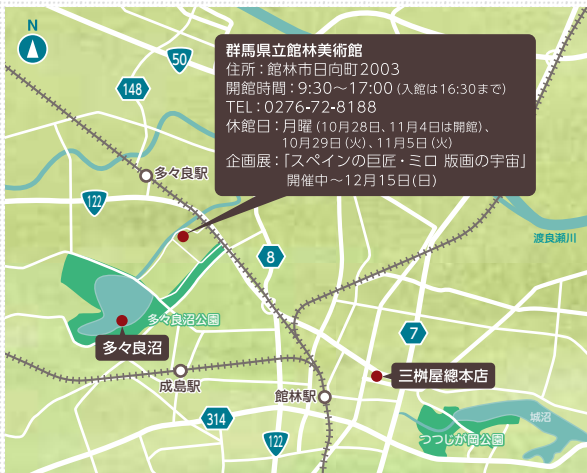 N
群馬県立館林美術館
住所：館林市日向町2003
開館時間：9:30～17:00（入館は16:30まで）
TEL：0276-72-8188
休館日：月曜（10月28日、11月4日は開館）、
10月29日（火）、11月5日（火）
企画展：「スペインの巨匠・ミロ 版画の宇宙」
開催中～12月15日（日）
50
148
多々良駅
122
渡良瀬川
8
多々良沼公園
7
多々良沼
三桝屋總本店
成島駅
館林駅
314
122
城沼
つつじが岡公園